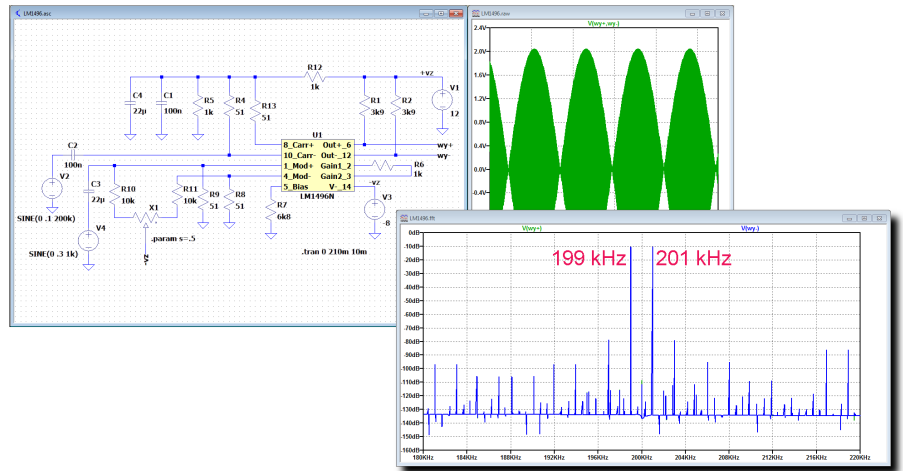 LM1496.asc
R12
1k
+vz
V1
12
C4
22µ
C1
100n
R5
1k
R4
51
R13
51
R1
3k9
R2
3k9
U1
8_Carr+ Out+_6
10_Carr- Out-_12
1_Mod+ Gain1_2
4_Mod- Gain2_3
5_Bias V-_14
LM1496N
wy+
wy-
R6
1k
C2
100n
V2
SINE(0 .1 200k)
C3
22µ
R10
10k
X1
R11
10k
R9
51
R8
51
R7
6k8
-vz
V3
-8
V4
SINE(0 .3 1k)
.param s=.5
-vz
.tran 0 210m 10m
LM1496.raw
V(wy+,wy-)
2.4V
2.0V
1.6V
1.2V
0.8V
0.4V
0.0V
-0.4V
LM1496.fft
V(wy+) V(wy-)
0dB
-10dB
-20dB
-30dB
-40dB
-50dB
-60dB
-70dB
-80dB
-90dB
-100dB
-110dB
-120dB
-130dB
-140dB
-150dB
-160dB
199 kHz 201 kHz
180KHz 184KHz 188KHz 192KHz 196KHz 200KHz 204KHz 208KHz 212KHz 216KHz 220KHz